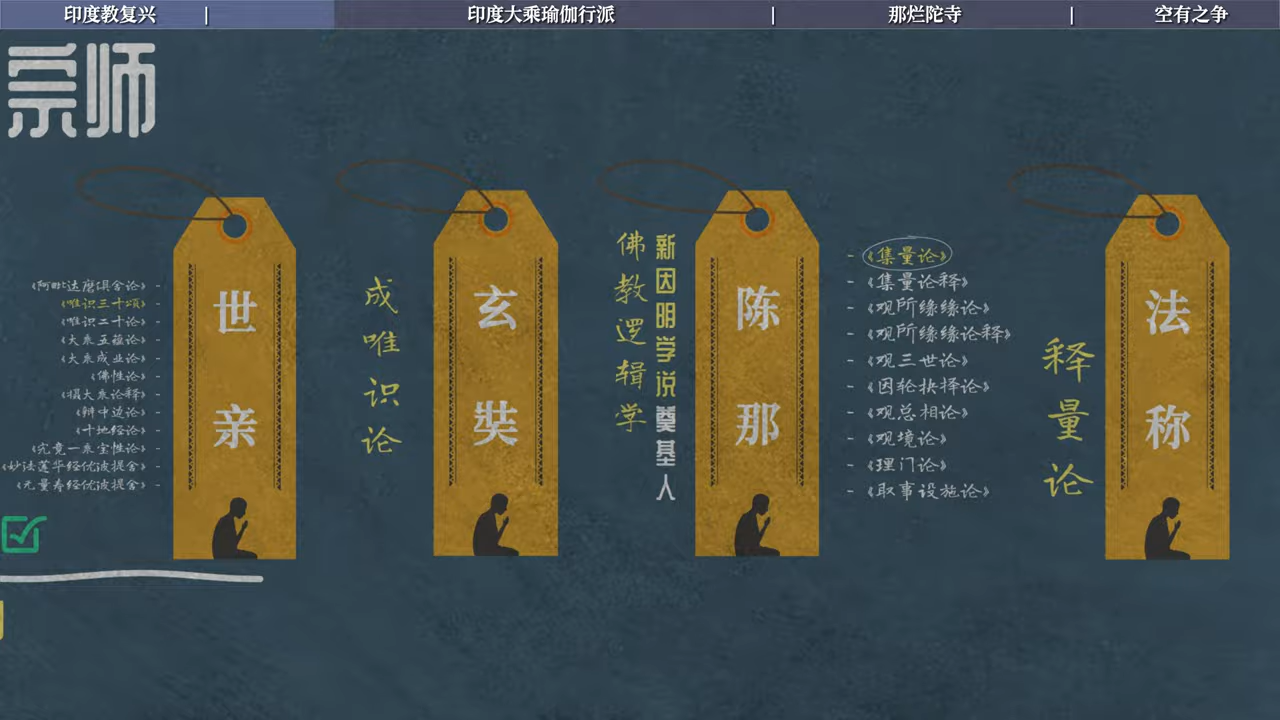 印度教复兴 | 印度大乘瑜伽行派 | 那烂陀寺 | 空有之争
宗师
《阿毗达磨俱舍论》 -
《唯识三十颂》 -
《唯识二十论》 -
《大乘五蕴论》 -
《大乘成业论》 -
《佛性论》 -
《摄大乘论释》 -
《辩中边论》 -
《十地经论》 -
《究竟一乘宝性论》 -
《妙法莲华经优波提舍》 -
《无量寿经优波提舍》 -
世亲
成唯识论
玄奘
佛教逻辑学
新因明学说奠基人
陈那
- 《集量论》
- 《集量论释》
- 《观所缘缘论》
- 《观所缘缘论释》
- 《观三世论》
- 《因轮抉择论》
- 《观总相论》
- 《观境论》
- 《理门论》
- 《取事设施论》
释量论
法称